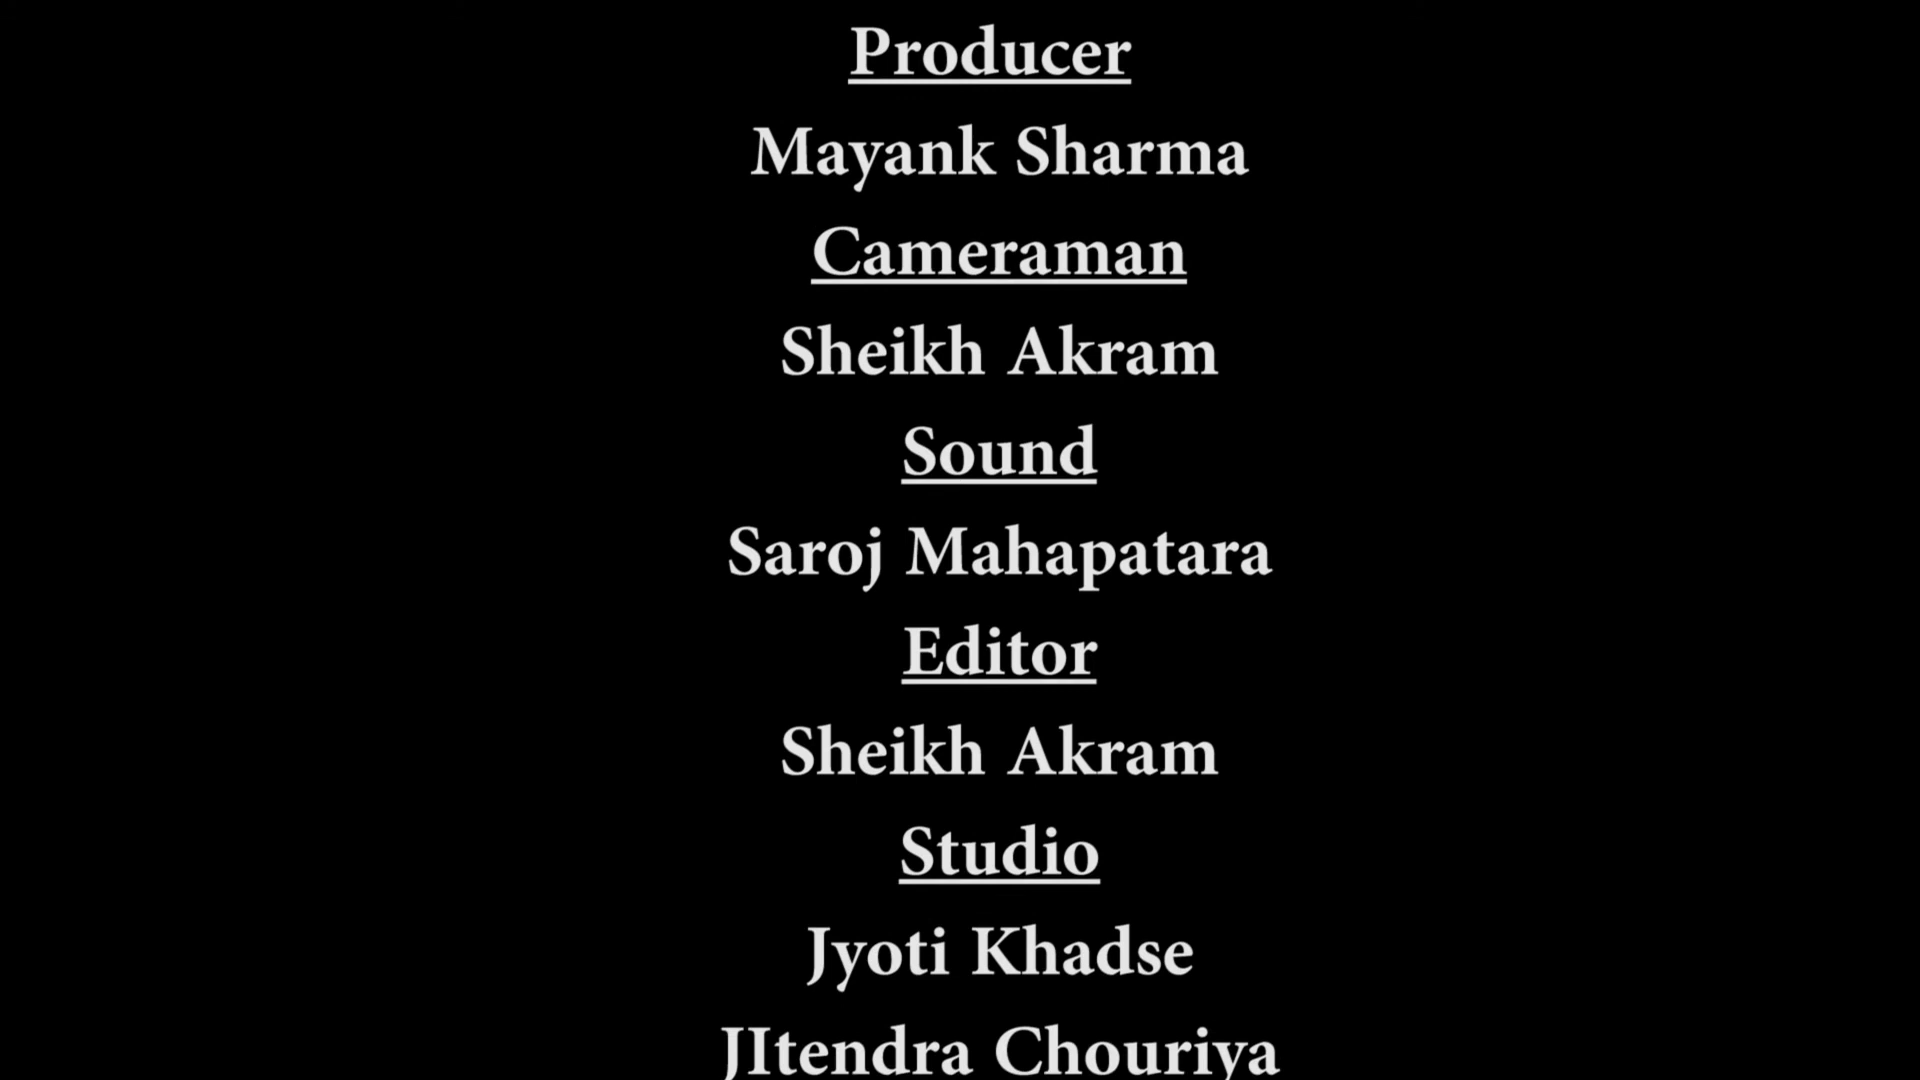 Producer
Mayank Sharma
Cameraman
Sheikh Akram
Sound
Saroj Mahapatara
Editor
Sheikh Akram
Studio
Jyoti Khadse
JItendra Chouriya